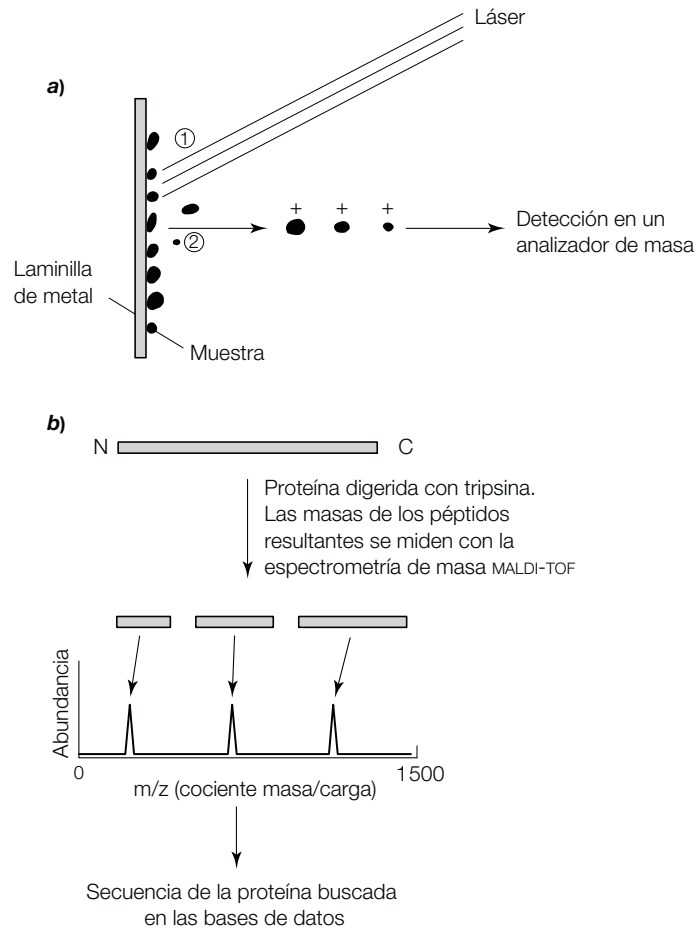 Láser
a)
1
+ + +
2
Detección en un
analizador de masa
Laminilla
de metal
Muestra
b)
N C
Proteína digerida con tripsina.
Las masas de los péptidos
resultantes se miden con la
espectrometría de masa MALDI-TOF
Abundancia
0 1 500
m/z (cociente masa/carga)
Secuencia de la proteína buscada
en las bases de datos